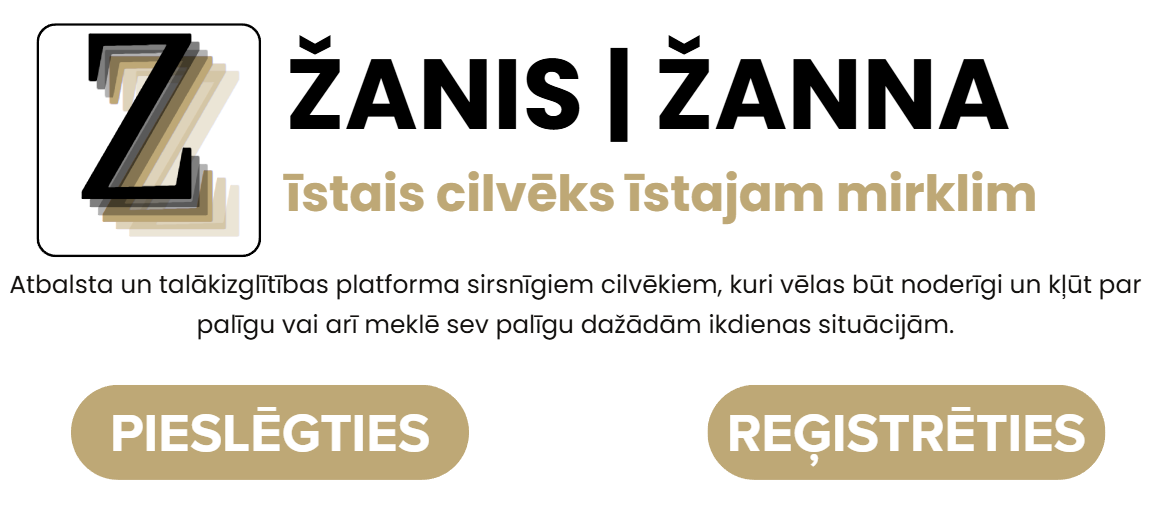 Z
ŽANIS | ŽANNA
īstais cilvēks īstajam mirklim
Atbalsta un talākizglītības platforma sirsnīgiem cilvēkiem, kuri vēlas būt noderīgi un kļūt par
palīgu vai arī meklē sev palīgu dažādām ikdienas situācijām.
PIESLĒGTIES
REĢISTRĒTIES